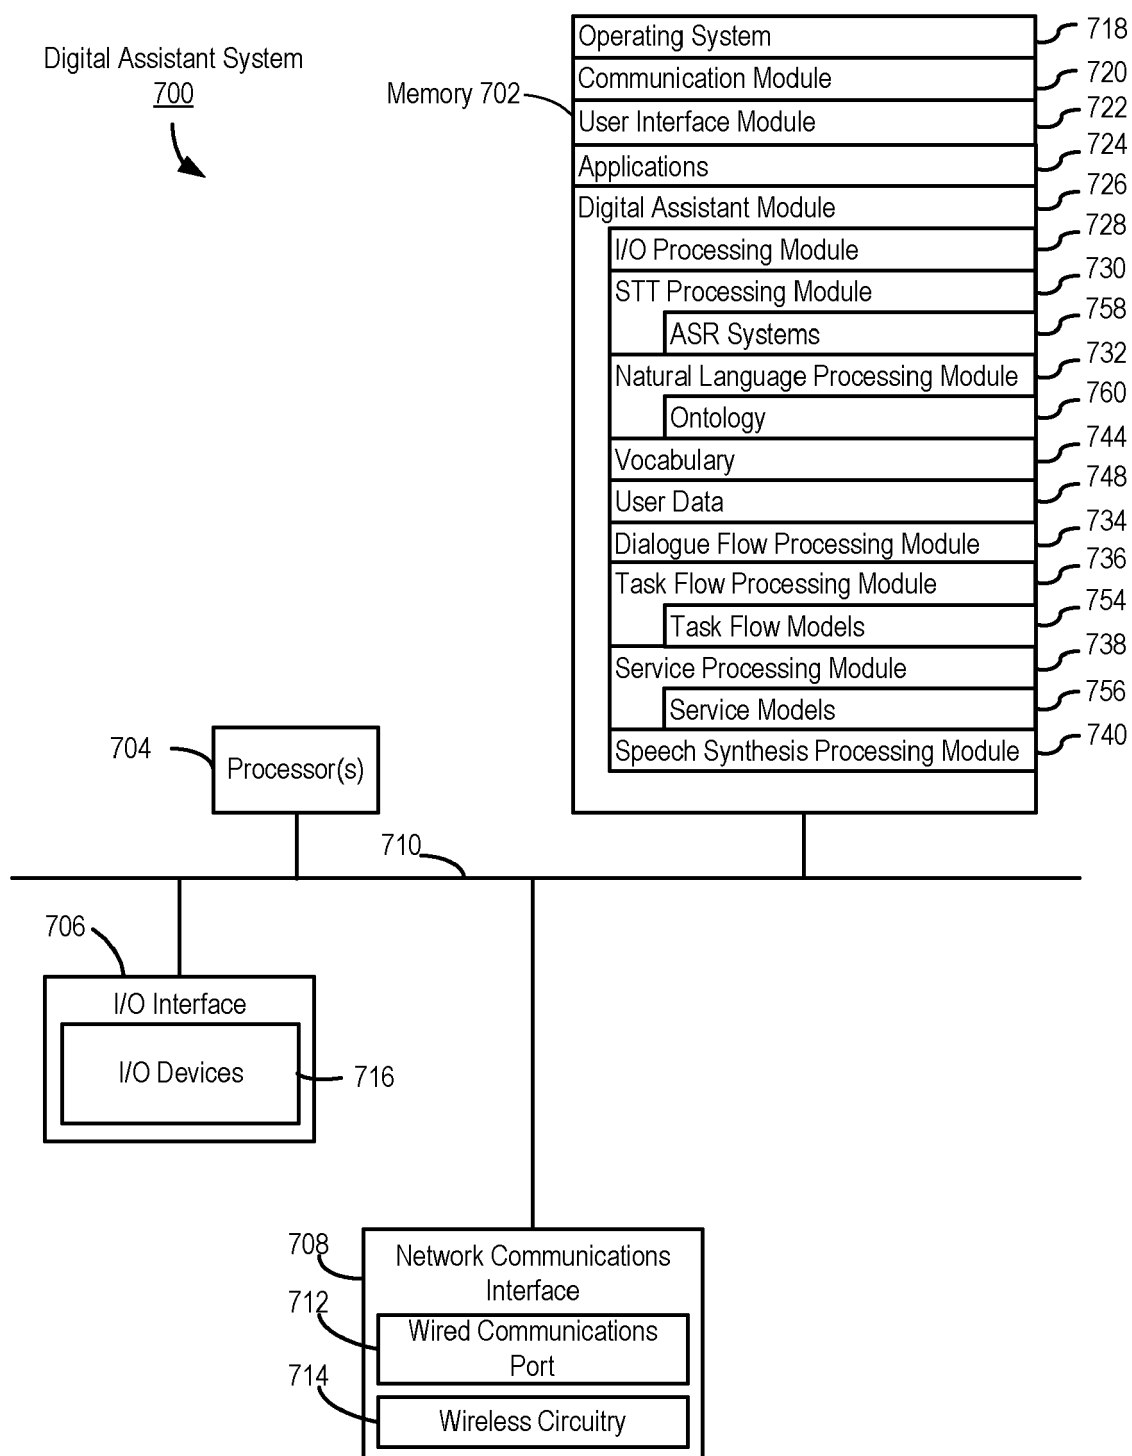 Digital Assistant System
700
Memory 702
Operating System
718
Communication Module
720
User Interface Module
722
Applications
724
Digital Assistant Module
726
I/O Processing Module
728
STT Processing Module
730
ASR Systems
758
Natural Language Processing Module
732
Ontology
760
Vocabulary
744
User Data
748
Dialogue Flow Processing Module
734
Task Flow Processing Module
736
Task Flow Models
754
Service Processing Module
738
Service Models
756
Speech Synthesis Processing Module
740
704
Processor(s)
710
706
I/O Interface
I/O Devices
716
708
Network Communications
Interface
712
Wired Communications
Port
714
Wireless Circuitry